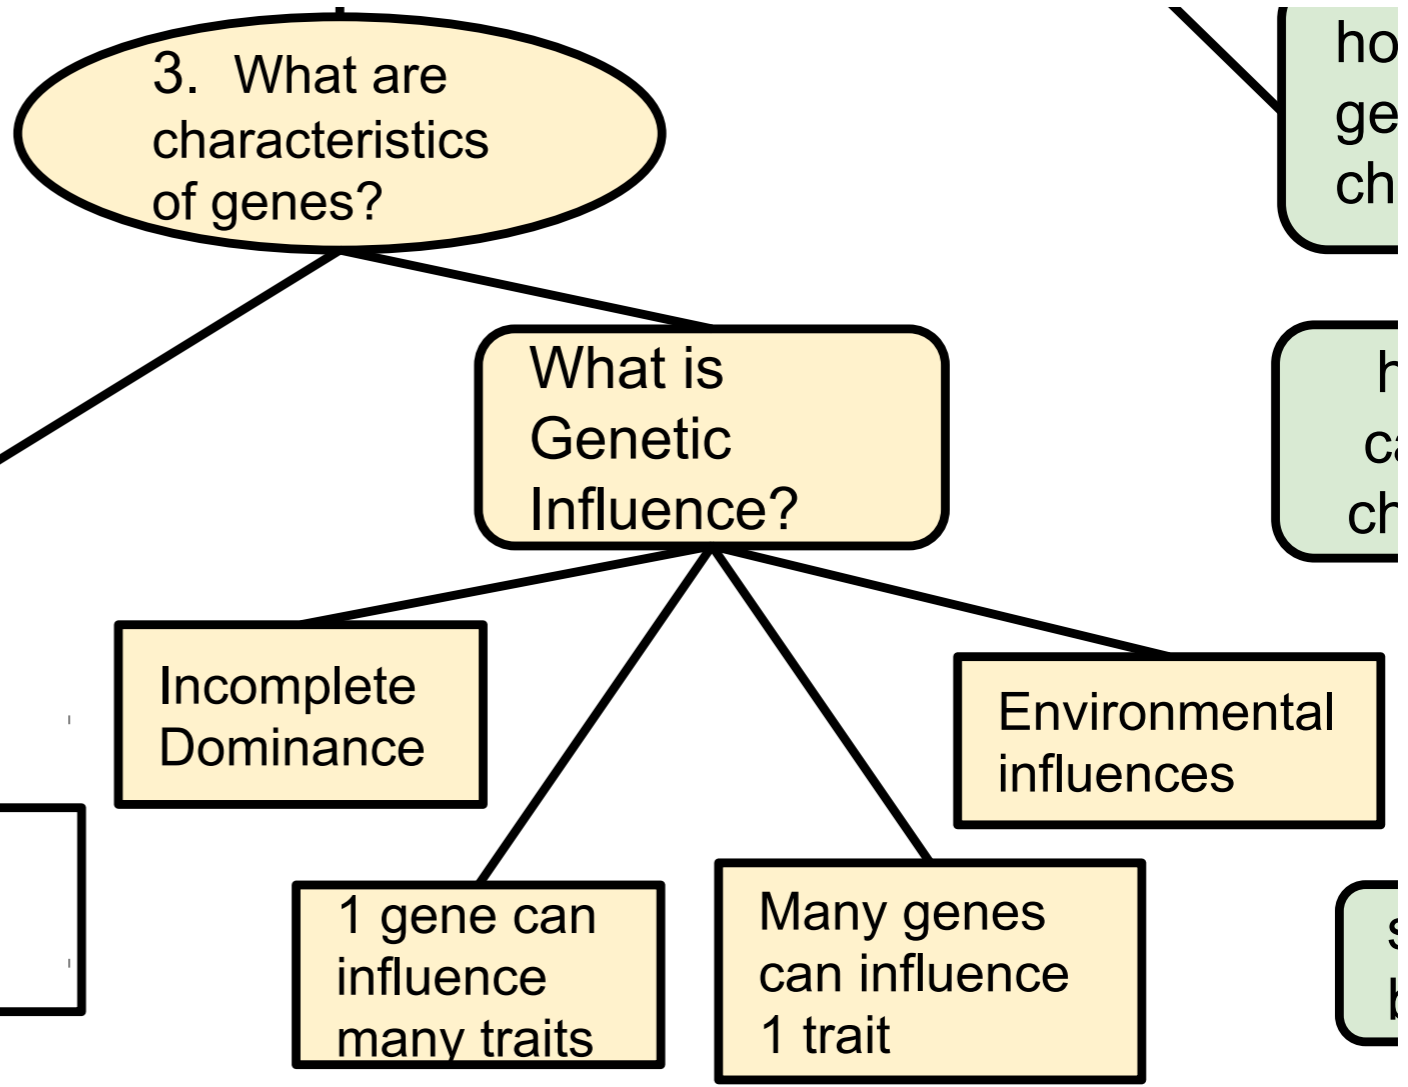 3. What are
characteristics
of genes?
What is
Genetic
Influence?
Incomplete
Dominance
Environmental
influences
1 gene can
influence
many traits
Many genes
can influence
1 trait